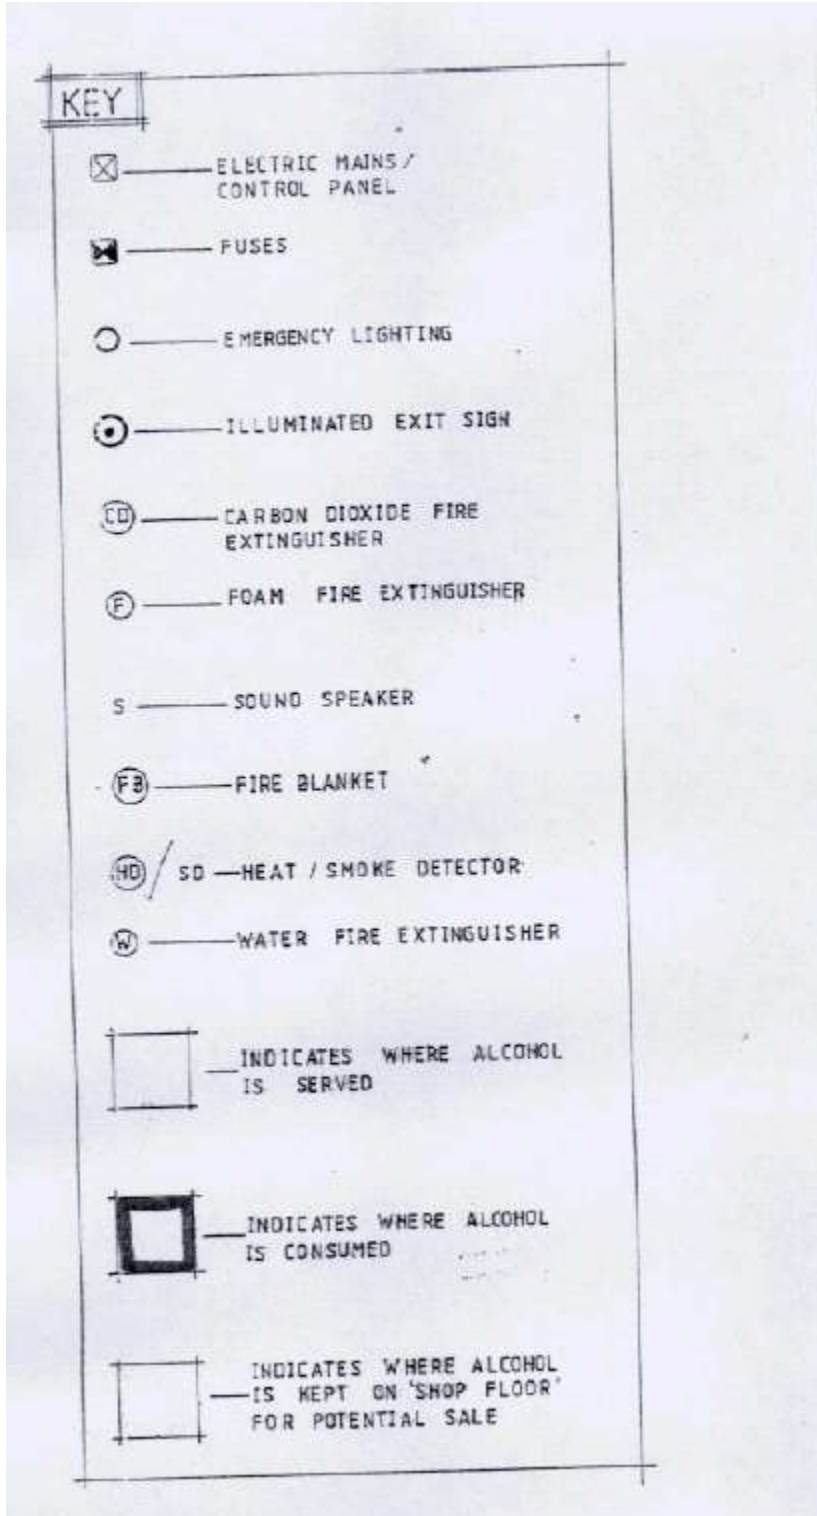 KEY
ELECTRIC MAINS/
CONTROL PANEL
FUSES
EMERGENCY LIGHTING
ILLUMINATED EXIT SIGN
CD CARBON DIOXIDE FIRE
EXTINGUISHER
F FOAM FIRE EXTINGUISHER
S SOUND SPEAKER
FB FIRE BLANKET
HD / SD HEAT / SMOKE DETECTOR
W WATER FIRE EXTINGUISHER
INDICATES WHERE ALCOHOL
IS SERVED
INDICATES WHERE ALCOHOL
IS CONSUMED
INDICATES WHERE ALCOHOL
IS KEPT ON 'SHOP FLOOR'
FOR POTENTIAL SALE